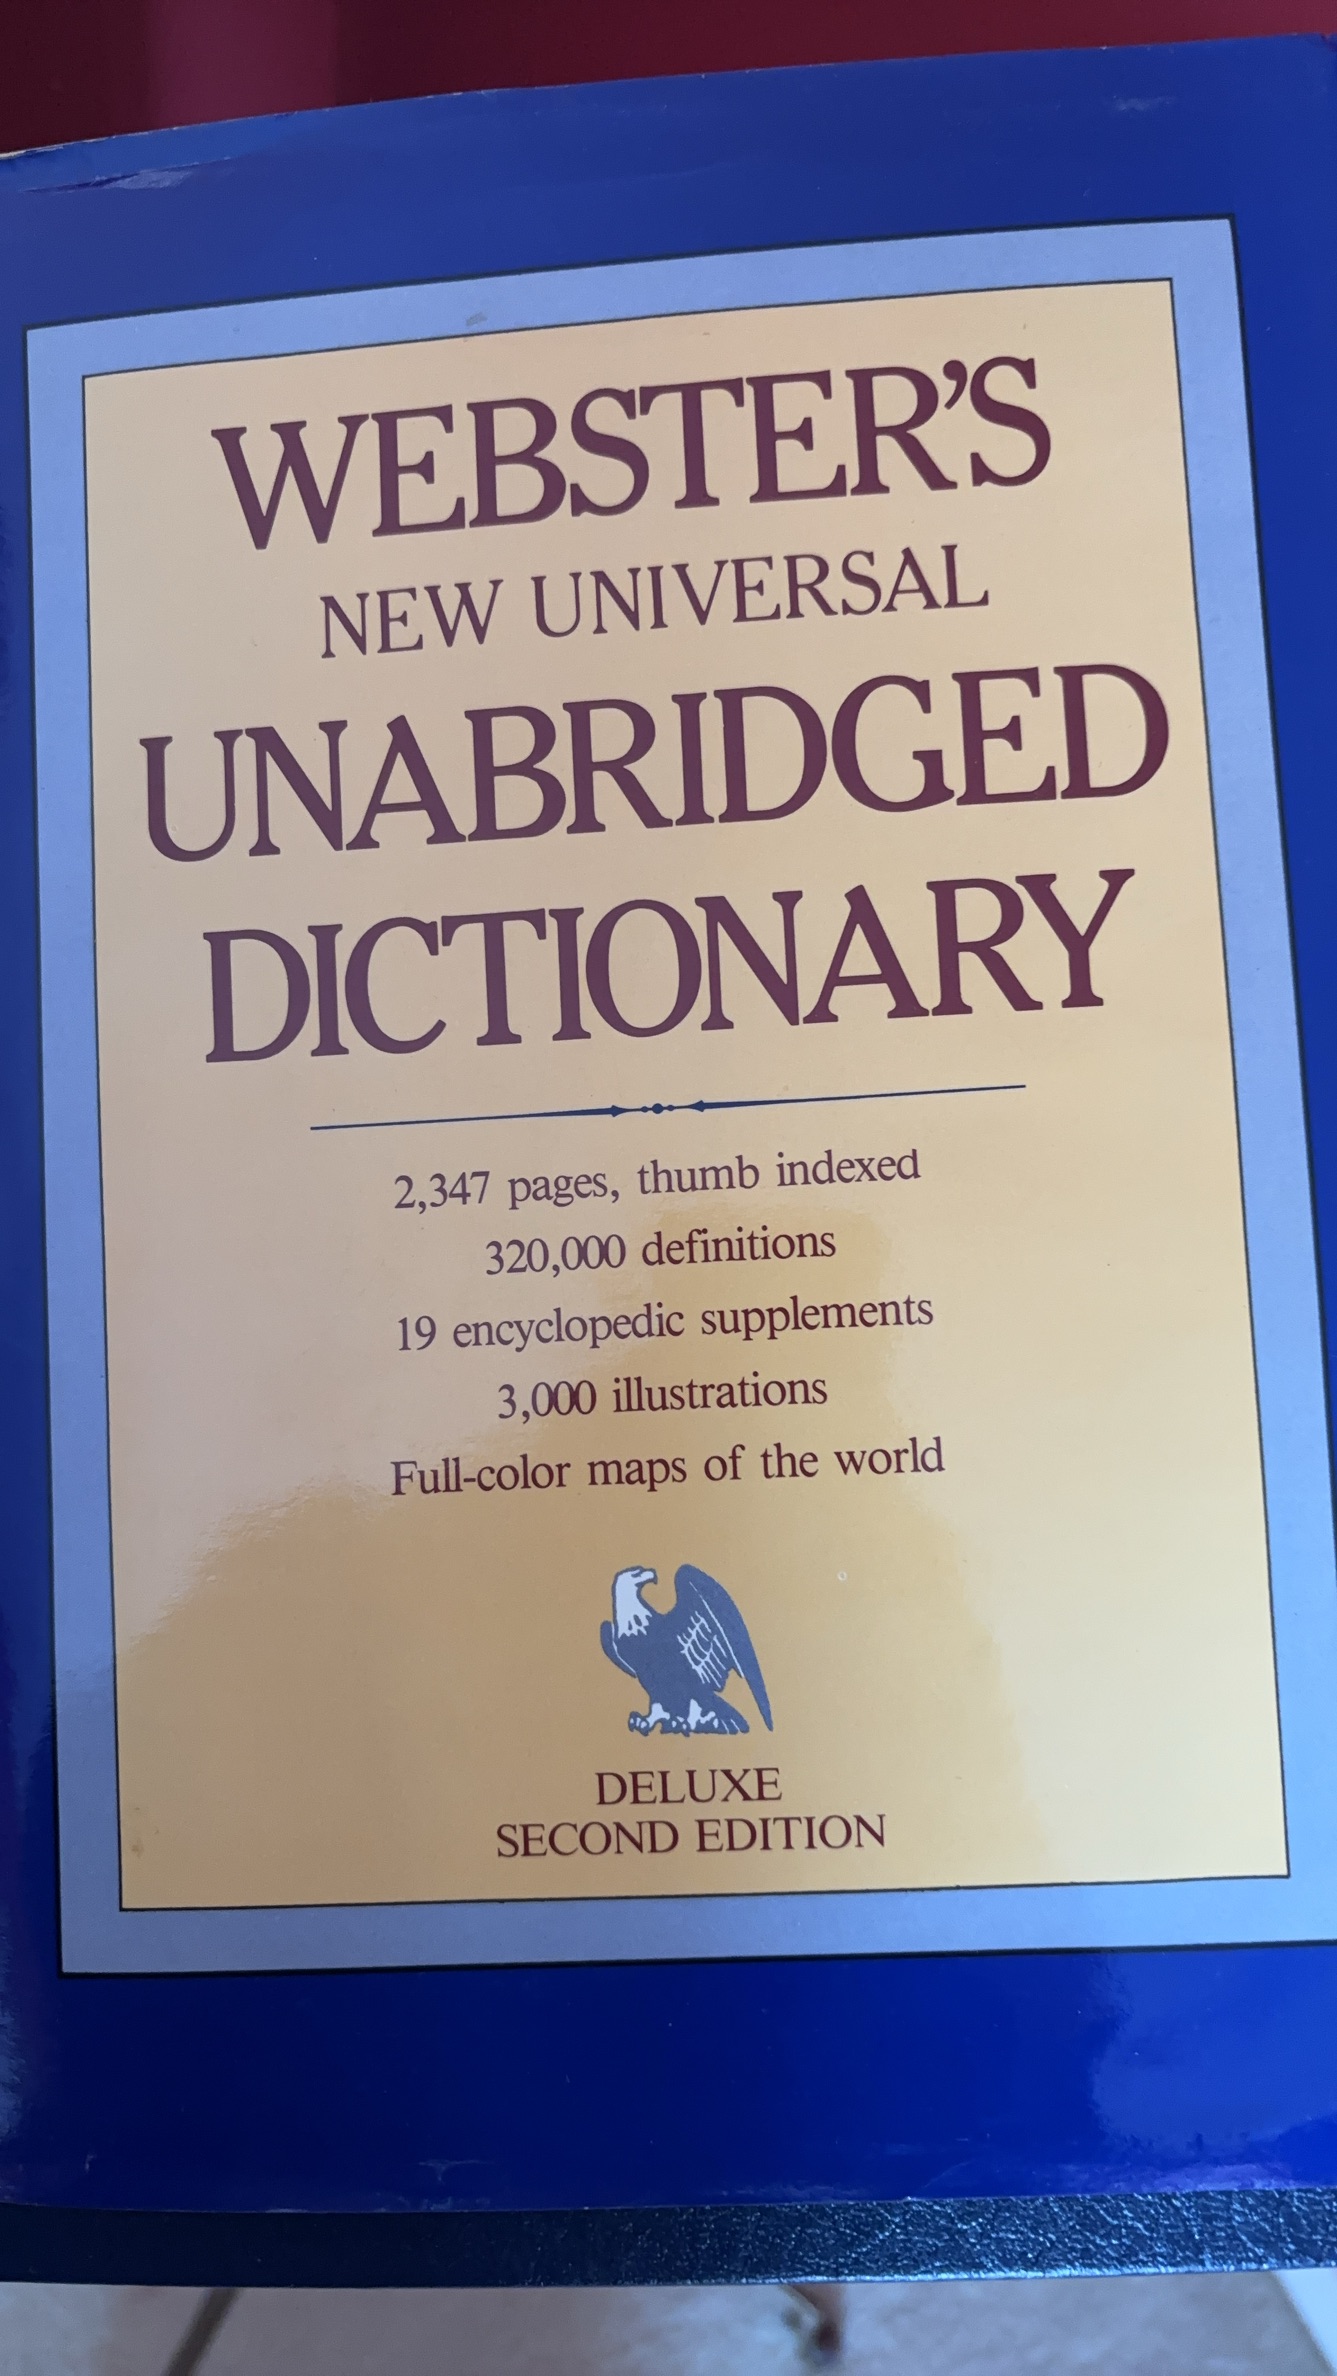 WEBSTER'S
NEW UNIVERSAL
UNABRIDGED
DICTIONARY
2,347 pages, thumb indexed
320,000 definitions
19 encyclopedic supplements
3,000 illustrations
Full-color maps of the world
DELUXE
SECOND EDITION